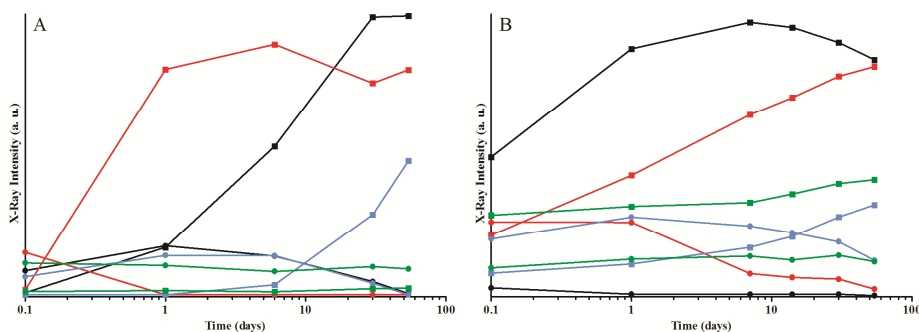 A
X-Ray Intensity (a. u.)
0.1 1 10 100
Time (days)
B
X-Ray Intensity (a. u.)
0.1 1 10 100
Time (days)